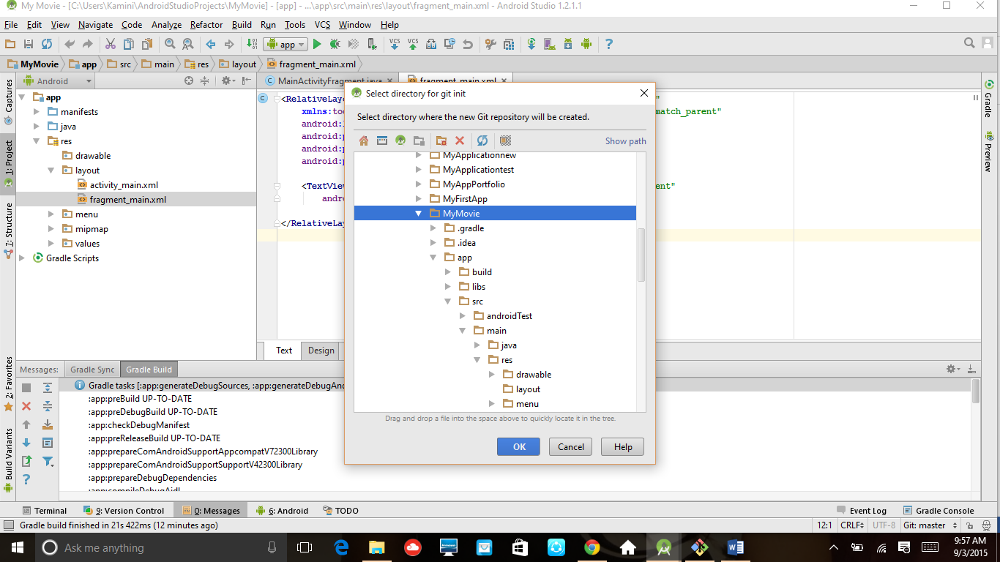 My Movie - [C:\Users\Kamini\AndroidStudioProjects\MyMovie] - [app] - ...\app\src\main\res\layout\fragment_main.xml - Android Studio 1.2.1.1
File Edit View Navigate Code Analyze Refactor Build Run Tools VCS Window Help
app
MyMovie app src main res layout fragment_main.xml
Captures
1: Project
7: Structure
2: Favorites
Build Variants
Android
app
manifests
java
res
drawable
layout
activity_main.xml
fragment_main.xml
menu
mipmap
values
Gradle Scripts
MainActivityFragment.java
fragment_main.xml
<RelativeLay
"
xmlns:too
match_parent"
android:
android:p
android:p
android:p
<TextView
ent"
andro
</RelativeLay
Text Design
Select directory for git init
Select directory where the new Git repository will be created.
Show path
MyApplicationnew
MyApplicationtest
MyAppPortfolio
MyFirstApp
MyMovie
.gradle
.idea
app
build
libs
src
androidTest
main
java
res
drawable
layout
menu
Drag and drop a file into the space above to quickly locate it in the tree.
OK Cancel Help
Gradle
Preview
Messages: Gradle Sync Gradle Build
Gradle tasks [:app:generateDebugSources, :app:generateDebugAnd
:app:preBuild UP-TO-DATE
:app:preDebugBuild UP-TO-DATE
:app:checkDebugManifest
:app:preReleaseBuild UP-TO-DATE
:app:prepareComAndroidSupportAppcompatV72300Library
:app:prepareComAndroidSupportSupportV42300Library
:app:prepareDebugDependencies
:app:compileDebugAidl
Terminal 9: Version Control 0: Messages 6: Android TODO Event Log Gradle Console
Gradle build finished in 21s 422ms (12 minutes ago) 12:1 CRLF UTF-8 Git: master
Ask me anything
9:57 AM
9/3/2015